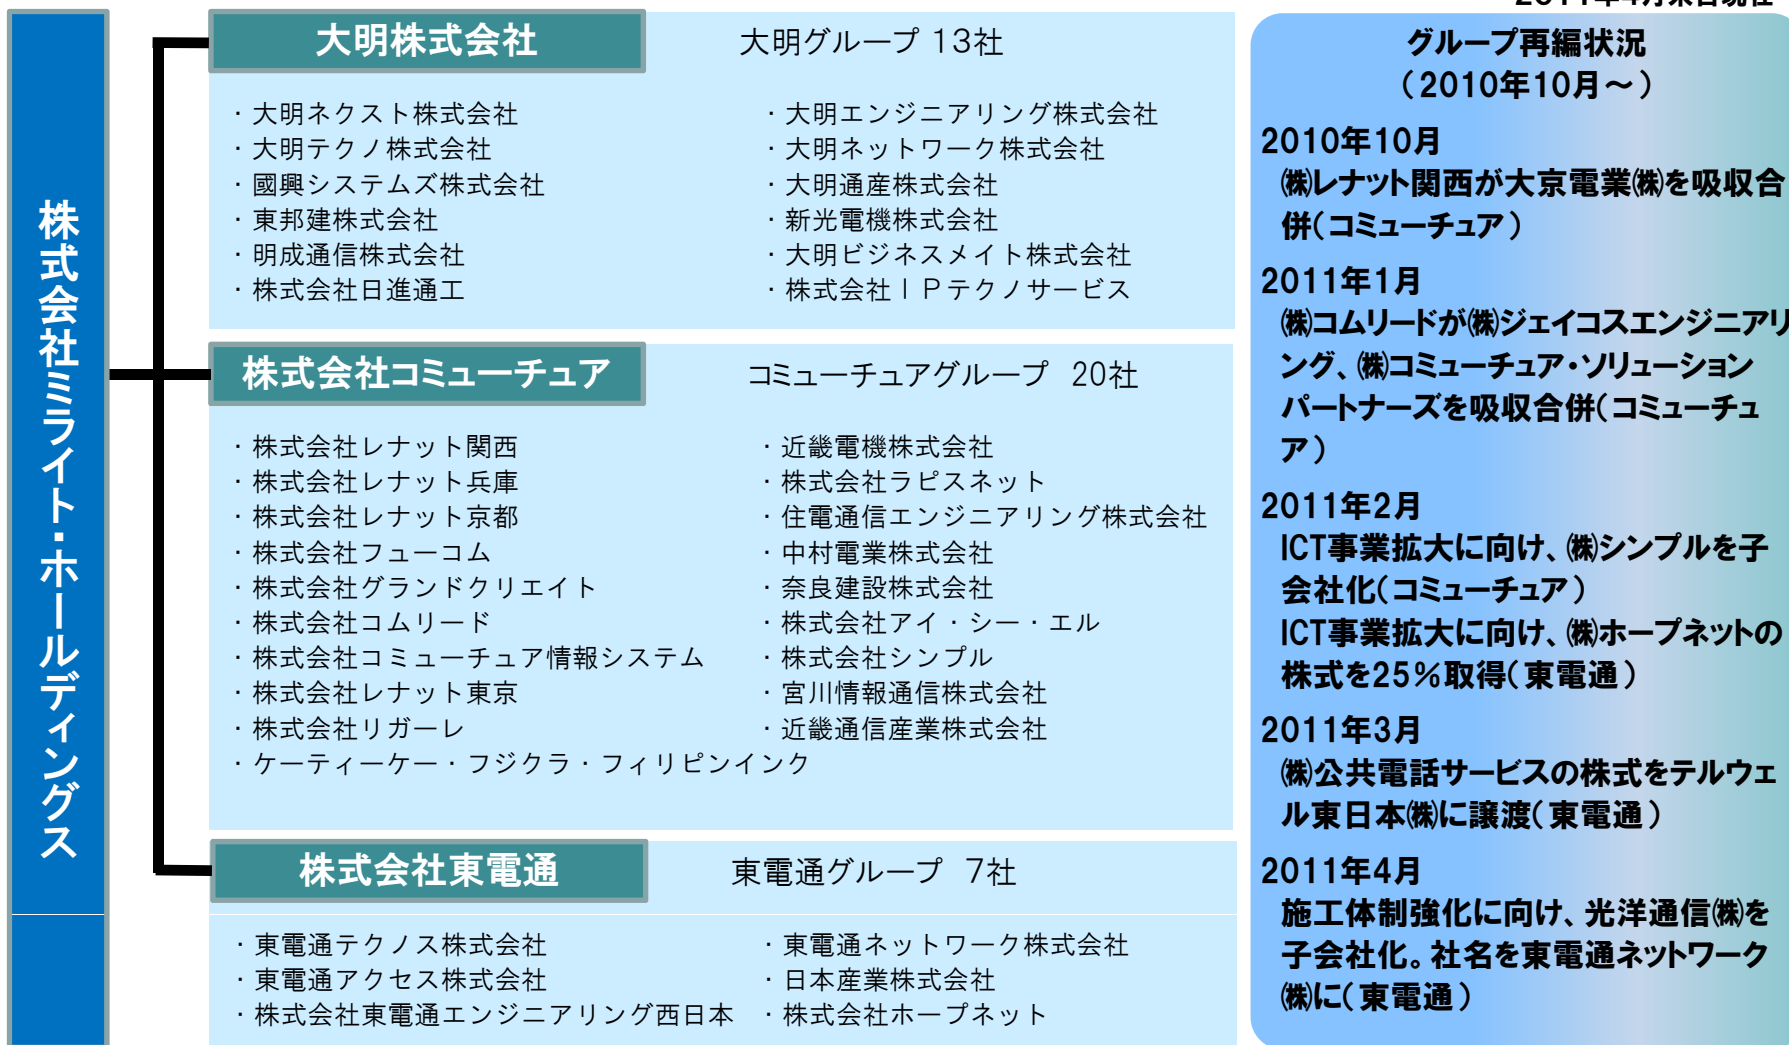 2011年4月末日現在
株式会社ミライト・ホールディングス
大明株式会社
大明グループ 13社
・大明ネクスト株式会社
・大明テクノ株式会社
・國興システムズ株式会社
・東邦建株式会社
・明成通信株式会社
・株式会社日進通工
・大明エンジニアリング株式会社
・大明ネットワーク株式会社
・大明通産株式会社
・新光電機株式会社
・大明ビジネスメイト株式会社
・株式会社ＩＰテクノサービス
株式会社コミューチュア
コミューチュアグループ 20社
・株式会社レナット関西
・株式会社レナット兵庫
・株式会社レナット京都
・株式会社フューコム
・株式会社グランドクリエイト
・株式会社コムリード
・株式会社コミューチュア情報システム
・株式会社レナット東京
・株式会社リガーレ
・ケーティーケー・フジクラ・フィリピンインク
・近畿電機株式会社
・株式会社ラピスネット
・住電通信エンジニアリング株式会社
・中村電業株式会社
・奈良建設株式会社
・株式会社アイ・シー・エル
・株式会社シンプル
・宮川情報通信株式会社
・近畿通信産業株式会社
株式会社東電通
東電通グループ 7社
・東電通テクノス株式会社
・東電通アクセス株式会社
・株式会社東電通エンジニアリング西日本
・東電通ネットワーク株式会社
・日本産業株式会社
・株式会社ホープネット
グループ再編状況
（2010年10月～）
2010年10月
㈱レナット関西が大京電業㈱を吸収合
併（コミューチュア）
2011年1月
㈱コムリードが㈱ジェイコスエンジニアリ
ング、㈱コミューチュア・ソリューション
パートナーズを吸収合併（コミューチュ
ア）
2011年2月
ICT事業拡大に向け、㈱シンプルを子
会社化（コミューチュア）
ICT事業拡大に向け、㈱ホープネットの
株式を25％取得（東電通）
2011年3月
㈱公共電話サービスの株式をテルウェ
ル東日本㈱に譲渡（東電通）
2011年4月
施工体制強化に向け、光洋通信㈱を
子会社化。社名を東電通ネットワーク
㈱に（東電通）